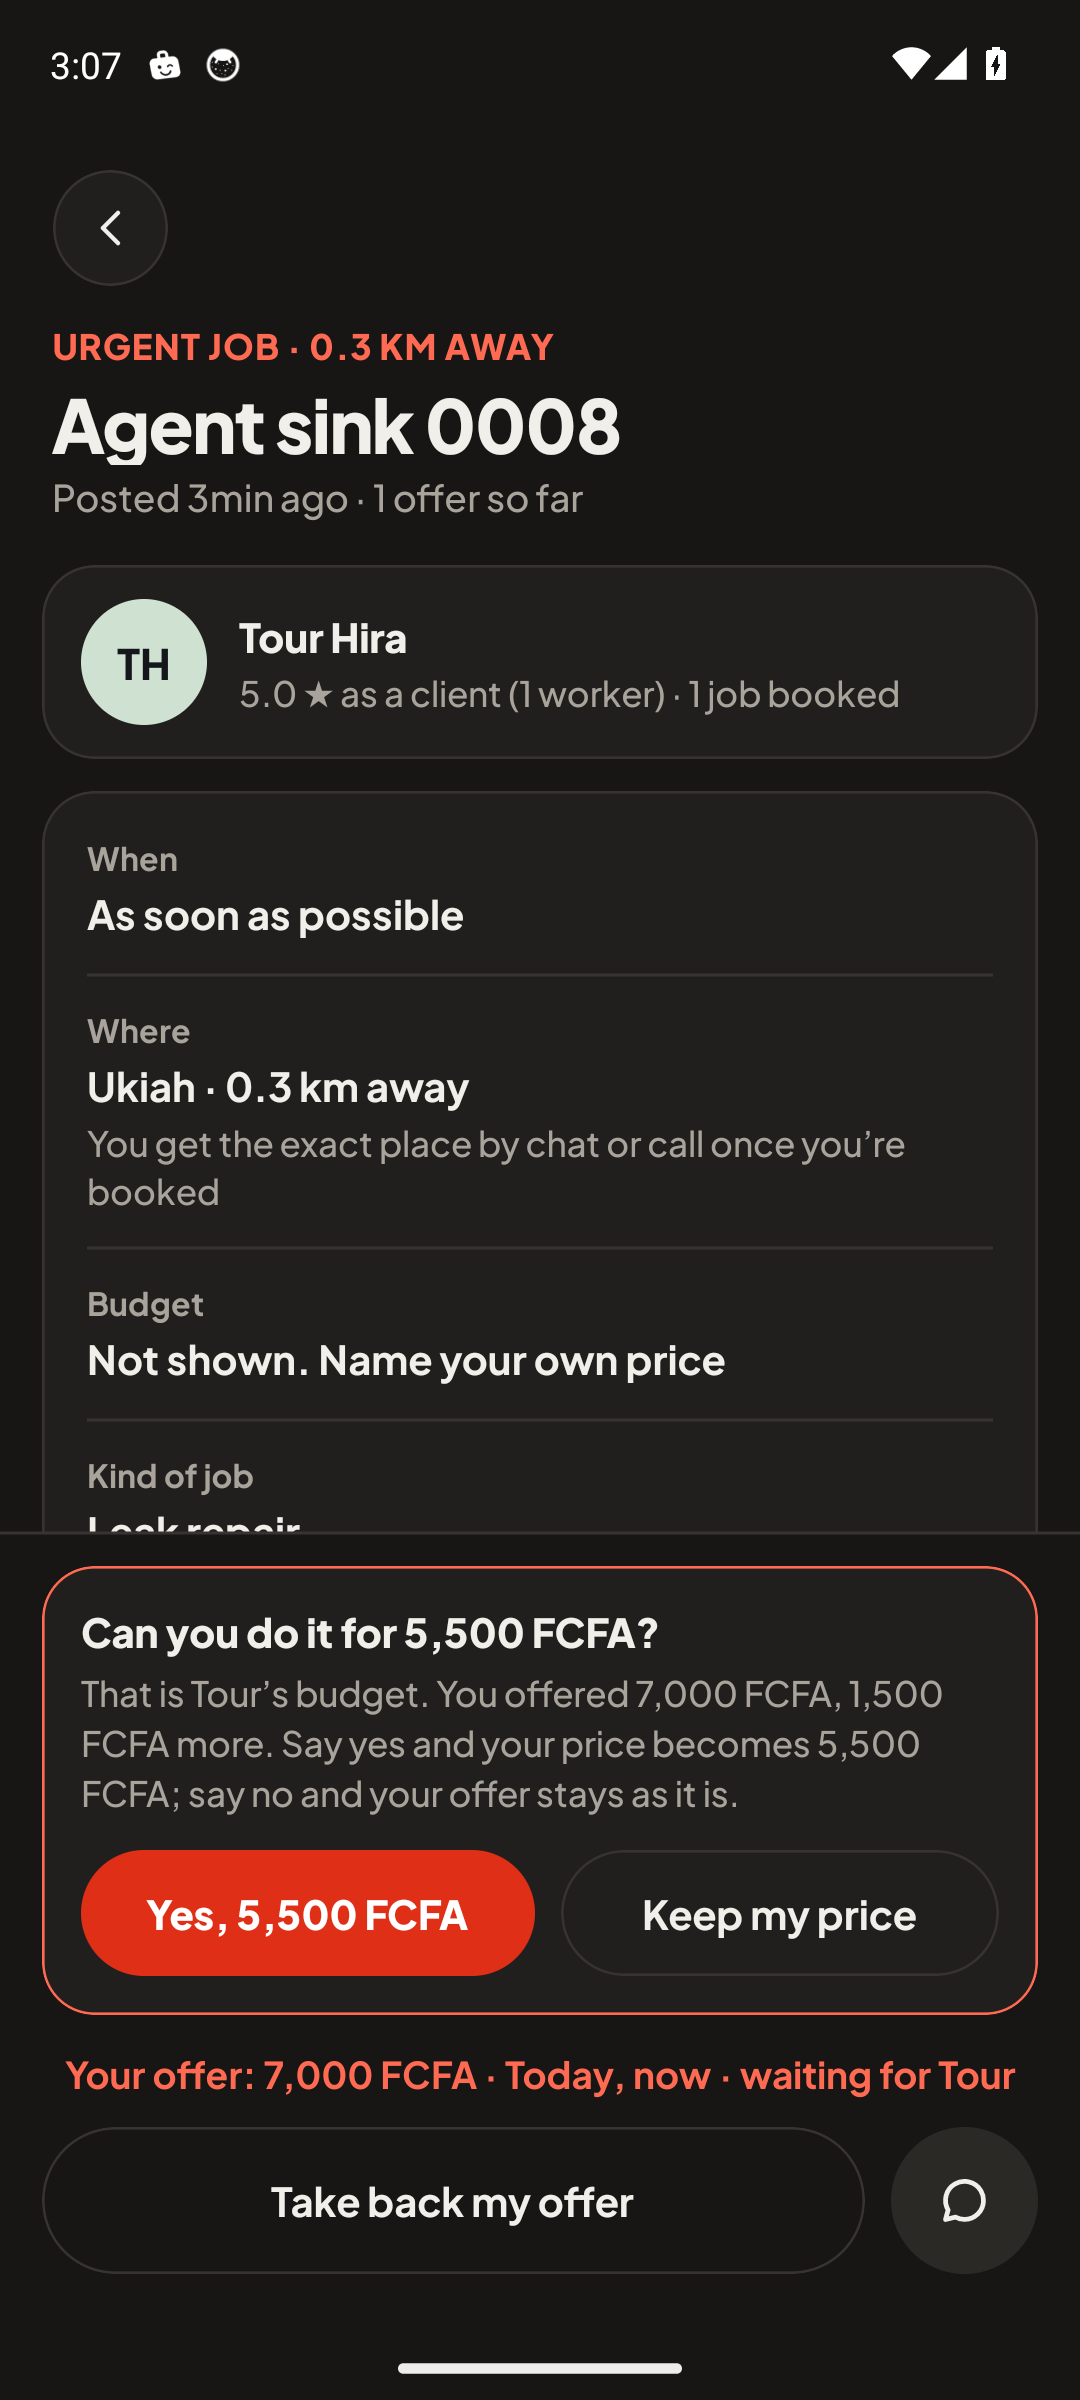 3:07
URGENT JOB · 0.3 KM AWAY
Agent sink 0008
Posted 3min ago · 1 offer so far
TH
Tour Hira
5.0 ★ as a client (1 worker) · 1 job booked
When
As soon as possible
Where
Ukiah · 0.3 km away
You get the exact place by chat or call once you’re
booked
Budget
Not shown. Name your own price
Kind of job
Leak repair
Can you do it for 5,500 FCFA?
That is Tour’s budget. You offered 7,000 FCFA, 1,500
FCFA more. Say yes and your price becomes 5,500
FCFA; say no and your offer stays as it is.
Yes, 5,500 FCFA
Keep my price
Your offer: 7,000 FCFA · Today, now · waiting for Tour
Take back my offer